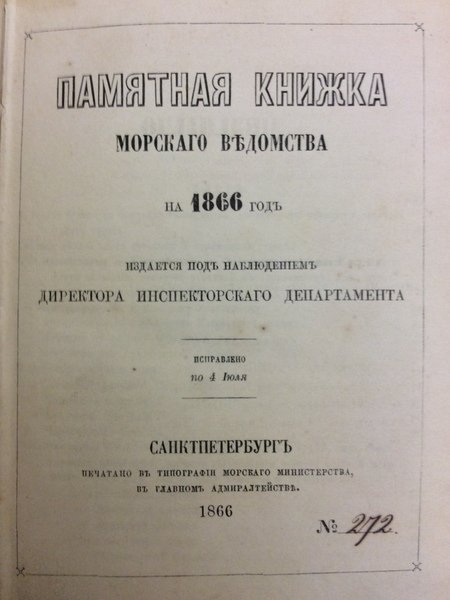 ПАМЯТНАЯ КНИЖКА
МОРСКАГО ВѢДОМСТВА
НА 1866 ГОДЪ
ИЗДАЕТСЯ ПОДЪ НАБЛЮДЕНІЕМЪ
ДИРЕКТОРА ИНСПЕКТОРСКАГО ДЕПАРТАМЕНТА
ИСПРАВЛЕНО
по 4 Іюля
САНКТПЕТЕРБУРГЪ
ПЕЧАТАНО ВЪ ТИПОГРАФІИ МОРСКАГО МИНИСТЕРСТВА,
ВЪ ГЛАВНОМЪ АДМИРАЛТЕЙСТВѢ.
1866
№ 272.